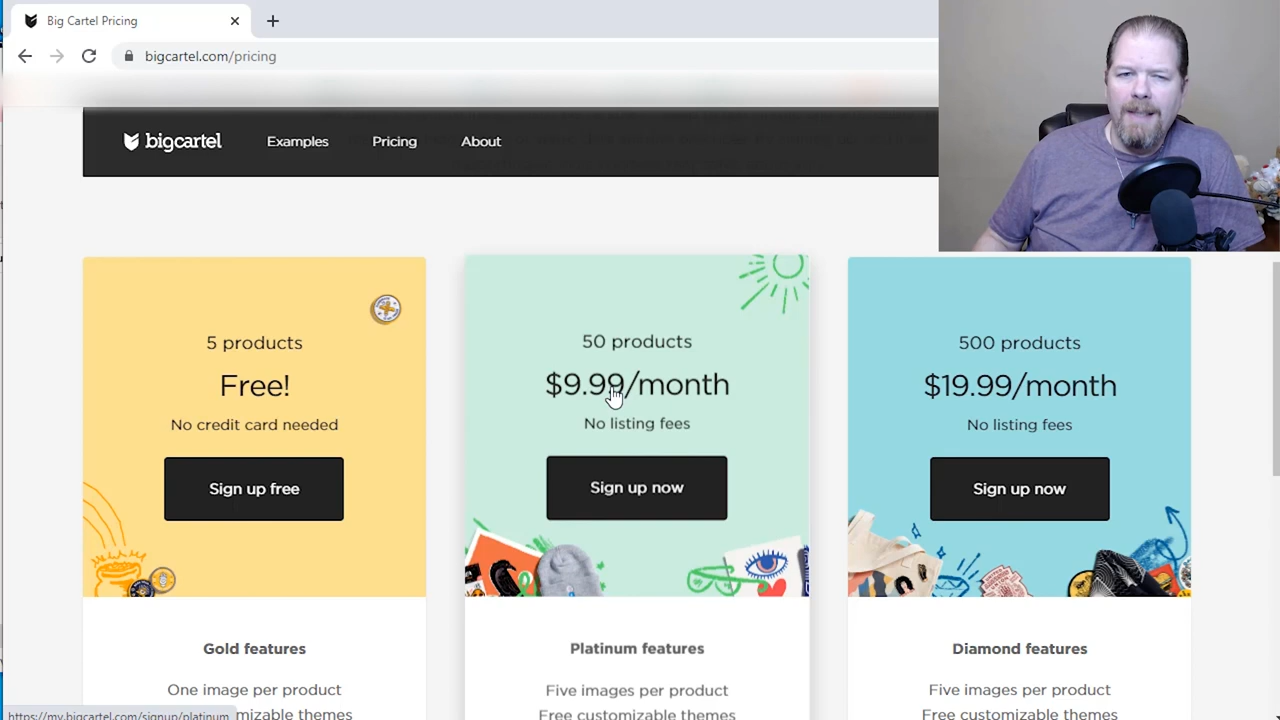 Big Cartel Pricing
bigcartel.com/pricing
bigcartel
Examples
Pricing
About
5 products
Free!
No credit card needed
Sign up free
50 products
$9.99/month
No listing fees
Sign up now
500 products
$19.99/month
No listing fees
Sign up now
Gold features
One image per product
mizable themes
Platinum features
Five images per product
Free customizable themes
Diamond features
Five images per product
Free customizable themes
https://my.bigcartel.com/signup/platinum